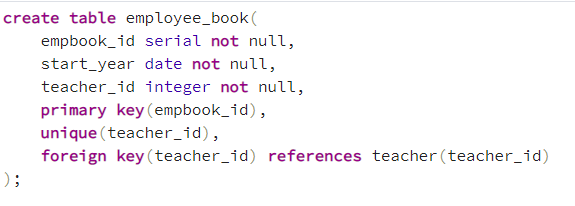 create table employee_book(
    empbook_id serial not null,
    start_year date not null,
    teacher_id integer not null,
    primary key(empbook_id),
    unique(teacher_id),
    foreign key(teacher_id) references teacher(teacher_id)
);